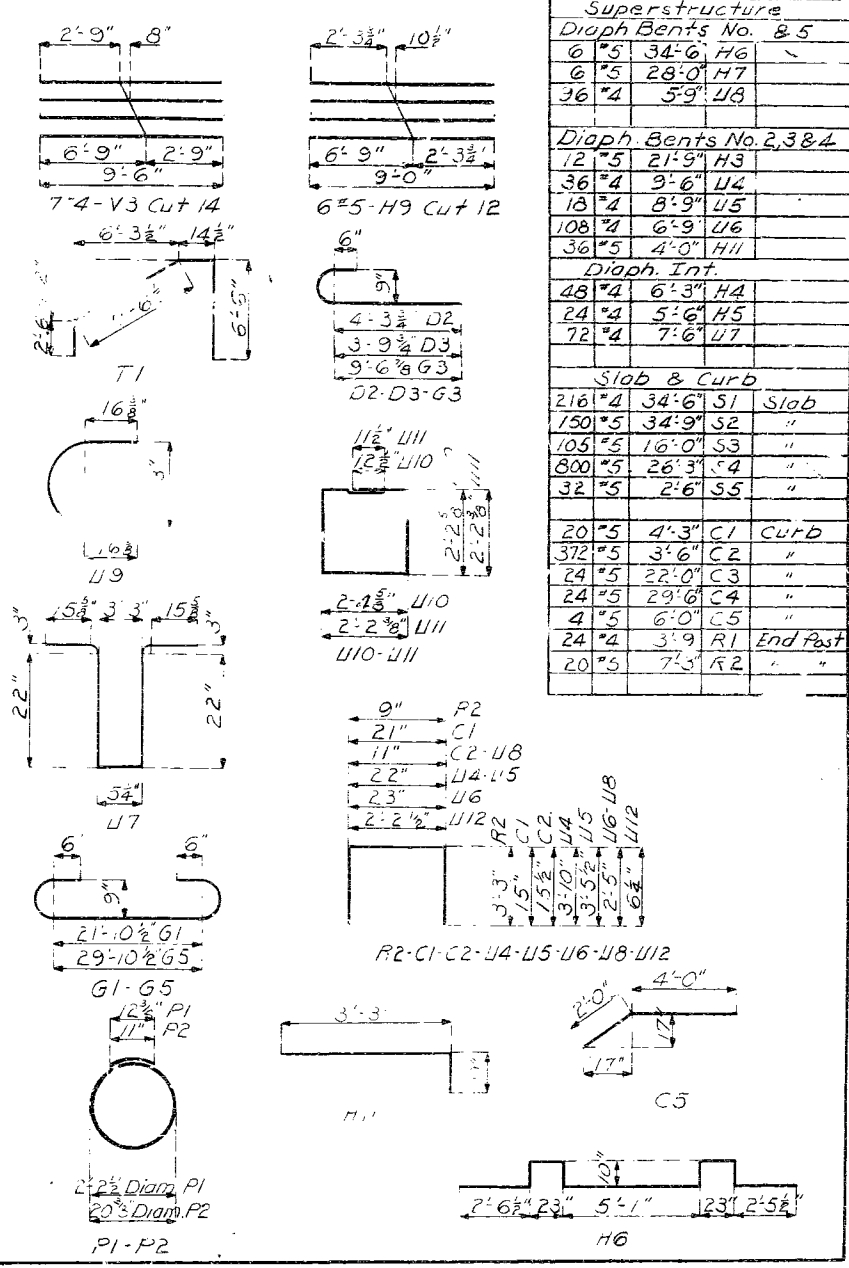 2'-9" 8"
6'-9" 2'-9"
9'-6"
7#4-V3 Cut 14
2'-3¾" 10½"
6'-9" 2'-3¾"
9'-0"
6#5-H9 Cut 12
6'-3½" 14½"
6'-5"
T1
6"
9"
4'-3¾" D2
3'-9¾" D3
9'-6⅞" G3
D2-D3-G3
16⅛"
3"
U9
11½" U11
U10
2'-2⅜" U11
U10
2'-2⅜" U11
U10-U11
3" 15⅝" 3" 3" 3"
22" 22"
5¼"
U7
9" R2
21" C1
11" C2-U8
22" U4-U5
23" U6
2'-2½" U12
3'-3" R2
15" C1
15½" C2
3'-10" U4
3'-5½" U5
2'-5" U6-U8
6¼" U12
R2-C1-C2-U4-U5-U6-U8-U12
6" 6"
9"
21'-10½" G1
29'-10½" G5
G1-G5
P1
11" P2
2'-2½" Diam. P1
Diam. P2
P1-P2
3'-3"
2'-0" 4'-0"
17"
17"
C5
10"
2'-6½" 23" 5'-1" 23" 2'-5½"
H6
Superstructure
Diaph Bents No. & 5
6 #5 34'-6" H6
6 #5 28'-0" H7
96 #4 5'-9" U8
Diaph. Bents No. 2,3&4
12 #5 21'-9" H3
36 #4 9'-6" U4
18 #4 8'-9" U5
108 #4 6'-9" U6
36 #5 4'-0" H11
Diaph. Int.
48 #4 6'-3" H4
24 #4 5'-6" H5
72 #4 7'-6" U7
Slab & Curb
216 #4 34'-6" S1 Slab
150 #5 34'-9" S2 "
105 #5 16'-0" S3 "
800 #5 26'-3" S4 "
32 #5 2'-6" S5 "
20 #5 4'-3" C1 Curb
372 #5 3'-6" C2 "
24 #5 22'-0" C3 "
24 #5 29'-6" C4 "
4 #5 6'-0" C5 "
24 #4 3'-9 R1 End Post
20 #5 7'-3" R2 " "